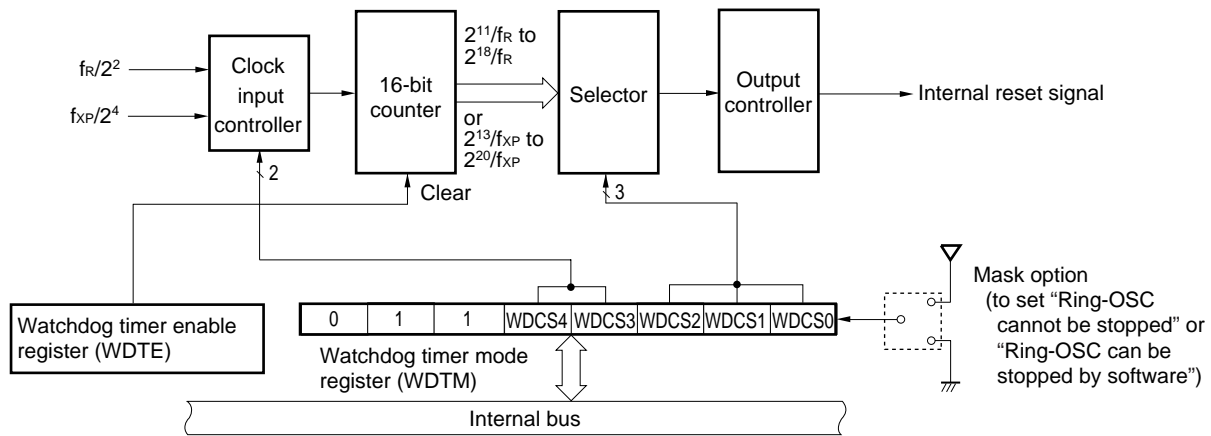 fR/2²
fXP/2⁴
Clock
input
controller
2
16-bit
counter
Clear
2¹¹/fR to
2¹⁸/fR
or
2¹³/fXP to
2²⁰/fXP
Selector
3
Output
controller
Internal reset signal
Watchdog timer enable
register (WDTE)
0 1 1 WDCS4 WDCS3 WDCS2 WDCS1 WDCS0
Watchdog timer mode
register (WDTM)
Mask option
(to set “Ring-OSC
cannot be stopped” or
“Ring-OSC can be
stopped by software”)
Internal bus